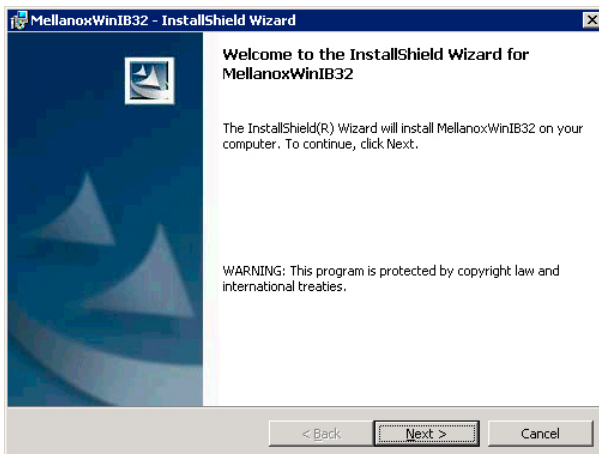 MellanoxWinIB32 - InstallShield Wizard
Welcome to the InstallShield Wizard for
MellanoxWinIB32
The InstallShield(R) Wizard will install MellanoxWinIB32 on your
computer. To continue, click Next.
WARNING: This program is protected by copyright law and
international treaties.
< Back
Next >
Cancel